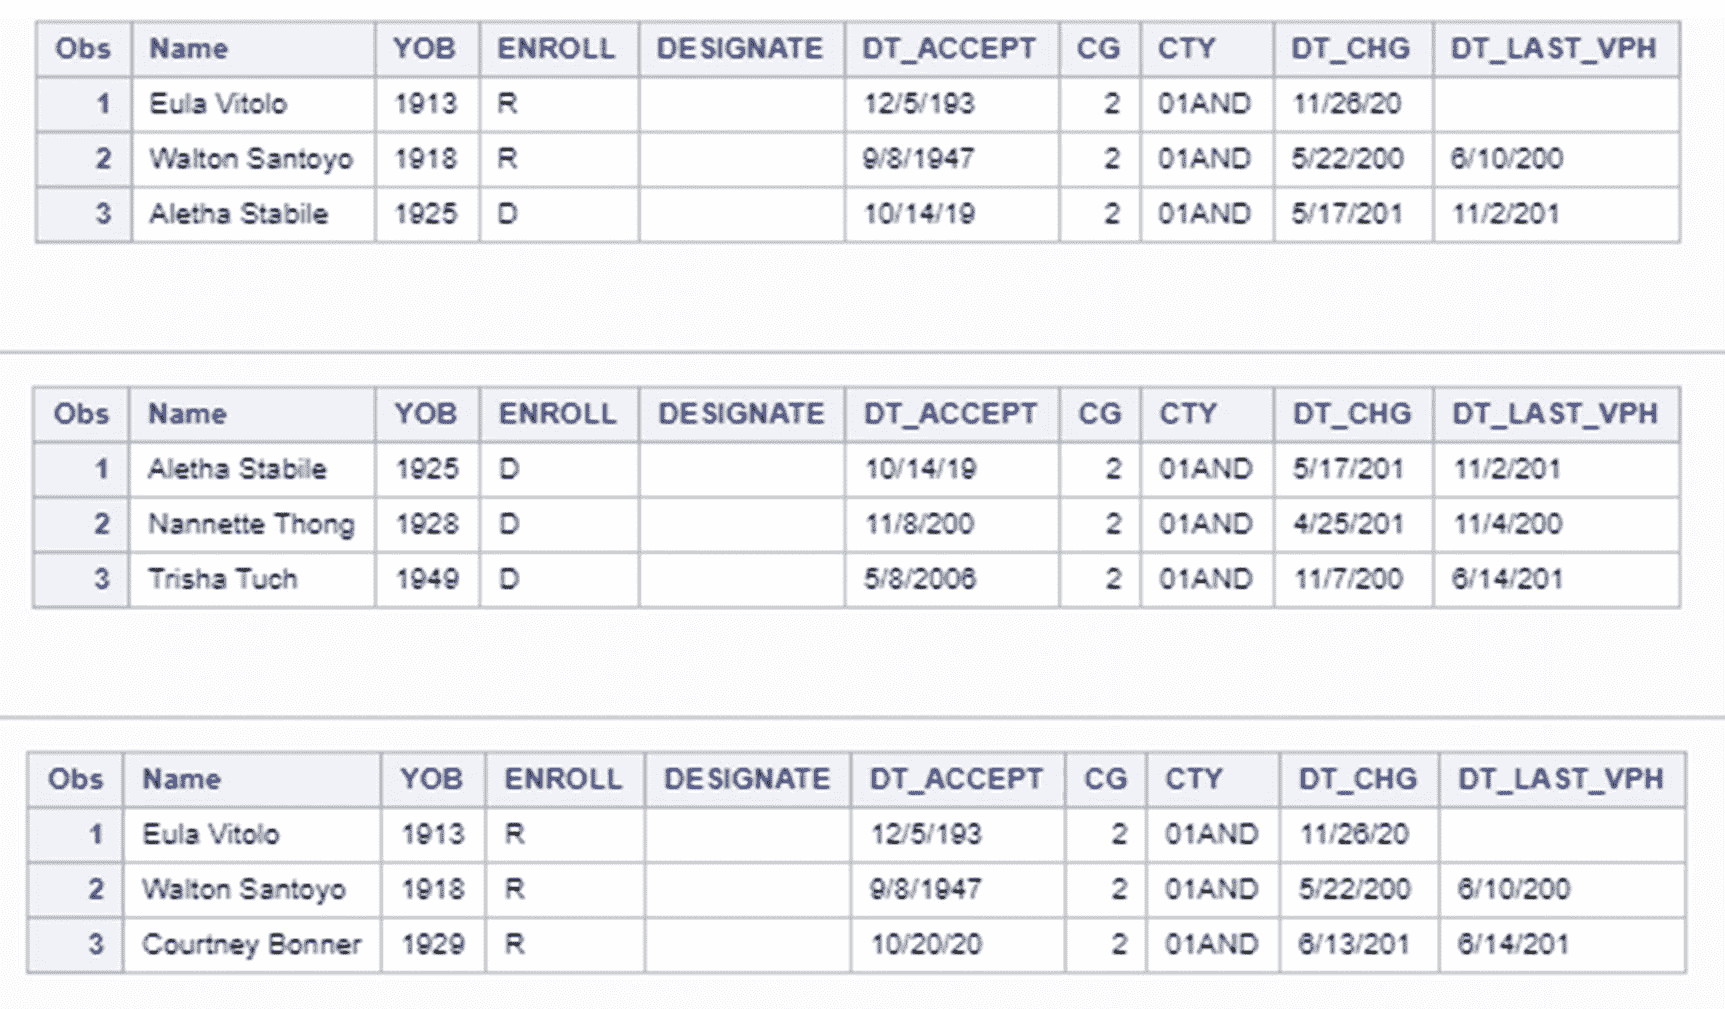 Obs Name YOB ENROLL DESIGNATE DT_ACCEPT CG CTY DT_CHG DT_LAST_VPH
1 Eula Vitolo 1913 R 12/5/193 2 01AND 11/26/20
2 Walton Santoyo 1918 R 9/8/1947 2 01AND 5/22/200 6/10/200
3 Aletha Stabile 1925 D 10/14/19 2 01AND 5/17/201 11/2/201
Obs Name YOB ENROLL DESIGNATE DT_ACCEPT CG CTY DT_CHG DT_LAST_VPH
1 Aletha Stabile 1925 D 10/14/19 2 01AND 5/17/201 11/2/201
2 Nannette Thong 1928 D 11/8/200 2 01AND 4/25/201 11/4/200
3 Trisha Tuch 1949 D 5/8/2006 2 01AND 11/7/200 6/14/201
Obs Name YOB ENROLL DESIGNATE DT_ACCEPT CG CTY DT_CHG DT_LAST_VPH
1 Eula Vitolo 1913 R 12/5/193 2 01AND 11/26/20
2 Walton Santoyo 1918 R 9/8/1947 2 01AND 5/22/200 6/10/200
3 Courtney Bonner 1929 R 10/20/20 2 01AND 6/13/201 6/14/201